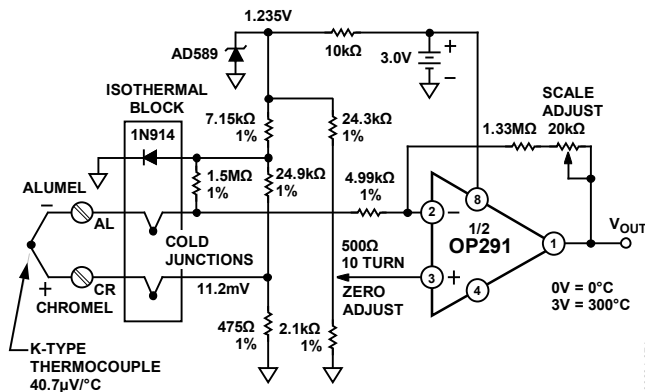 1.235V
AD589
10kΩ
3.0V
+
−
ISOTHERMAL
BLOCK
1N914
7.15kΩ
1%
24.3kΩ
1%
SCALE
ADJUST
1.33MΩ
20kΩ
1.5MΩ
1%
24.9kΩ
1%
4.99kΩ
1%
ALUMEL
−
AL
COLD
JUNCTIONS
+
CR
CHROMEL
11.2mV
500Ω
10 TURN
ZERO
ADJUST
2
−
8
1/2
OP291
1
3
+
4
VOUT
0V = 0°C
3V = 300°C
475Ω
1%
2.1kΩ
1%
K-TYPE
THERMOCOUPLE
40.7µV/°C